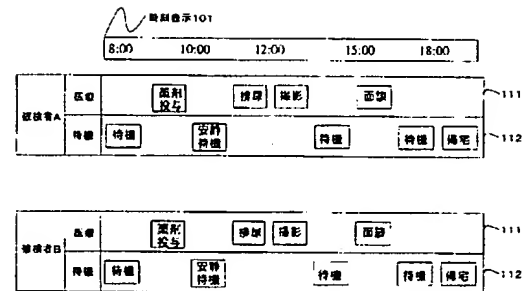 時刻表示101
8:00 10:00 12:00 15:00 18:00
被検者A
医療 薬剤投与 排尿 撮影 面談 111
待機 待機 安静待機 待機 待機 帰宅 112
被検者B
医療 薬剤投与 排尿 撮影 面談 111
待機 待機 安静待機 待機 待機 帰宅 112